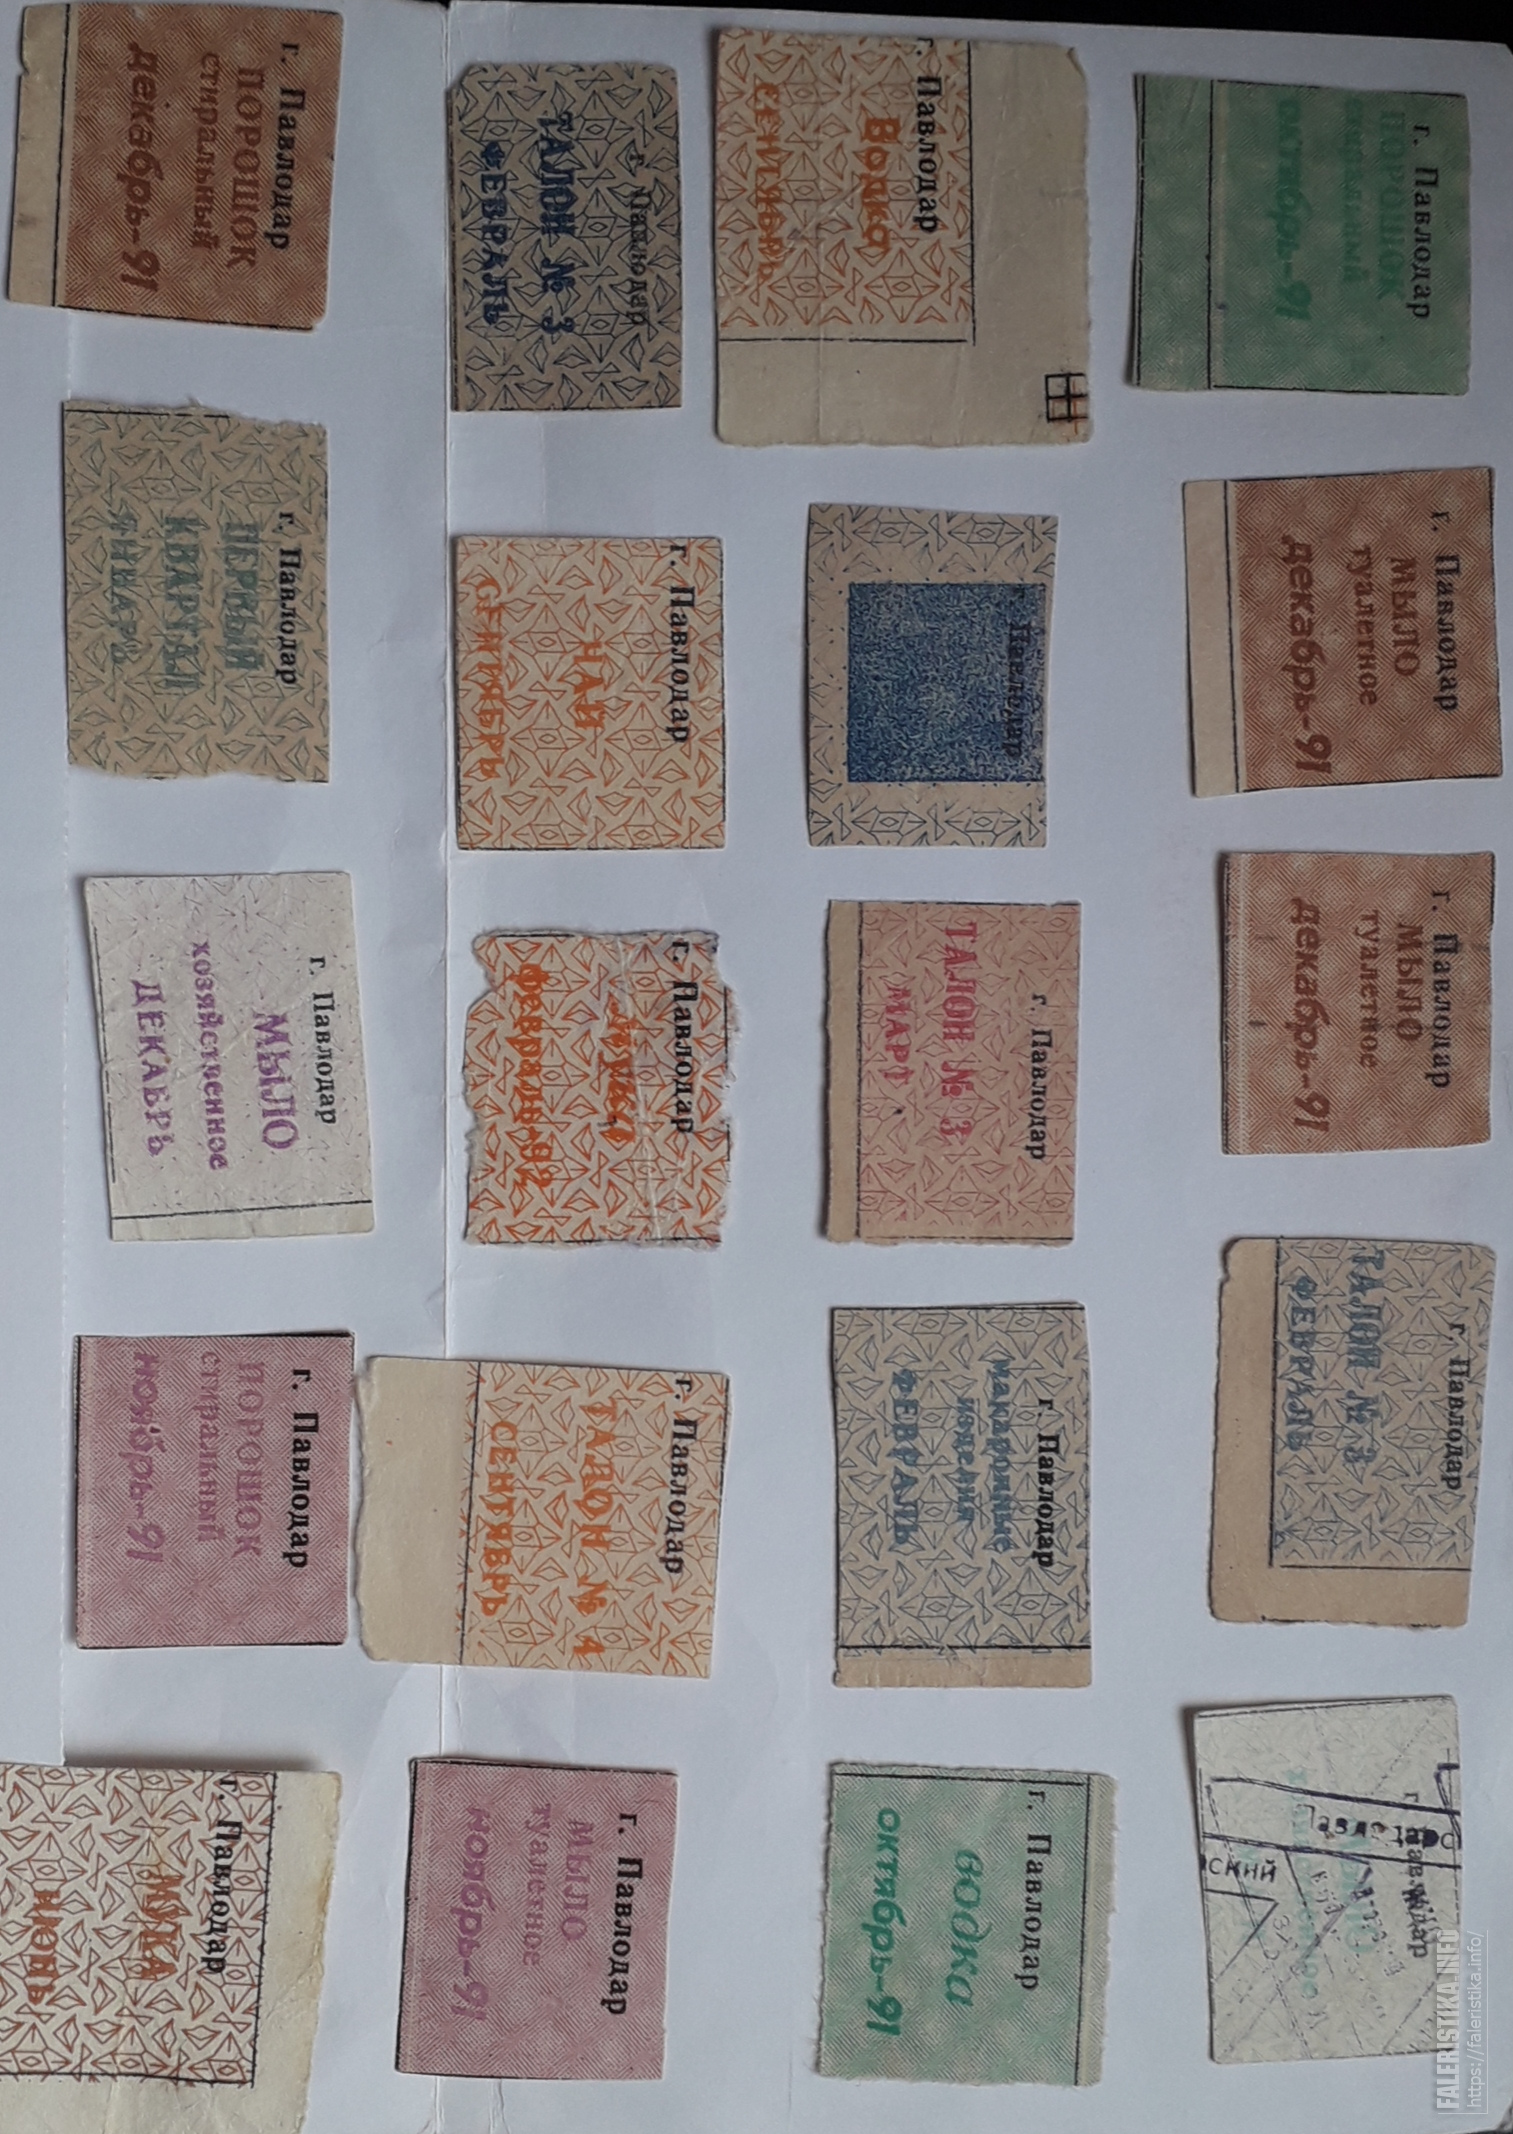 г. Павлодар
ПОРОШОК
стиральный
октябрь-91
г. Павлодар
МЫЛО
туалетное
декабрь-91
г. Павлодар
МЫЛО
туалетное
декабрь-91
г. Павлодар
ТАЛОН № 3
ФЕВРАЛЬ
г. Павлодар
ский
г. Павлодар
Водка
СЕНТЯБРЬ
г. Павлодар
г. Павлодар
ТАЛОН № 3
МАРТ
г. Павлодар
макаронные
изделия
ФЕВРАЛЬ
г. Павлодар
водка
октябрь-91
г. Павлодар
ТАЛОН № 3
ФЕВРАЛЬ
г. Павлодар
ЧАЙ
СЕНТЯБРЬ
г. Павлодар
Мука
февраль-92
г. Павлодар
ТАЛОН № 4
СЕНТЯБРЬ
г. Павлодар
МЫЛО
туалетное
ноябрь-91
г. Павлодар
ПОРОШОК
стиральный
декабрь-91
г. Павлодар
ПЕРВЫЙ
КВАРТАЛ
ЯНВАРЬ
г. Павлодар
МЫЛО
хозяйственное
ДЕКАБРЬ
г. Павлодар
ПОРОШОК
стиральный
ноябрь-91
г. Павлодар
МУКА
FALERISTIKA.INFO
https://faleristika.info/